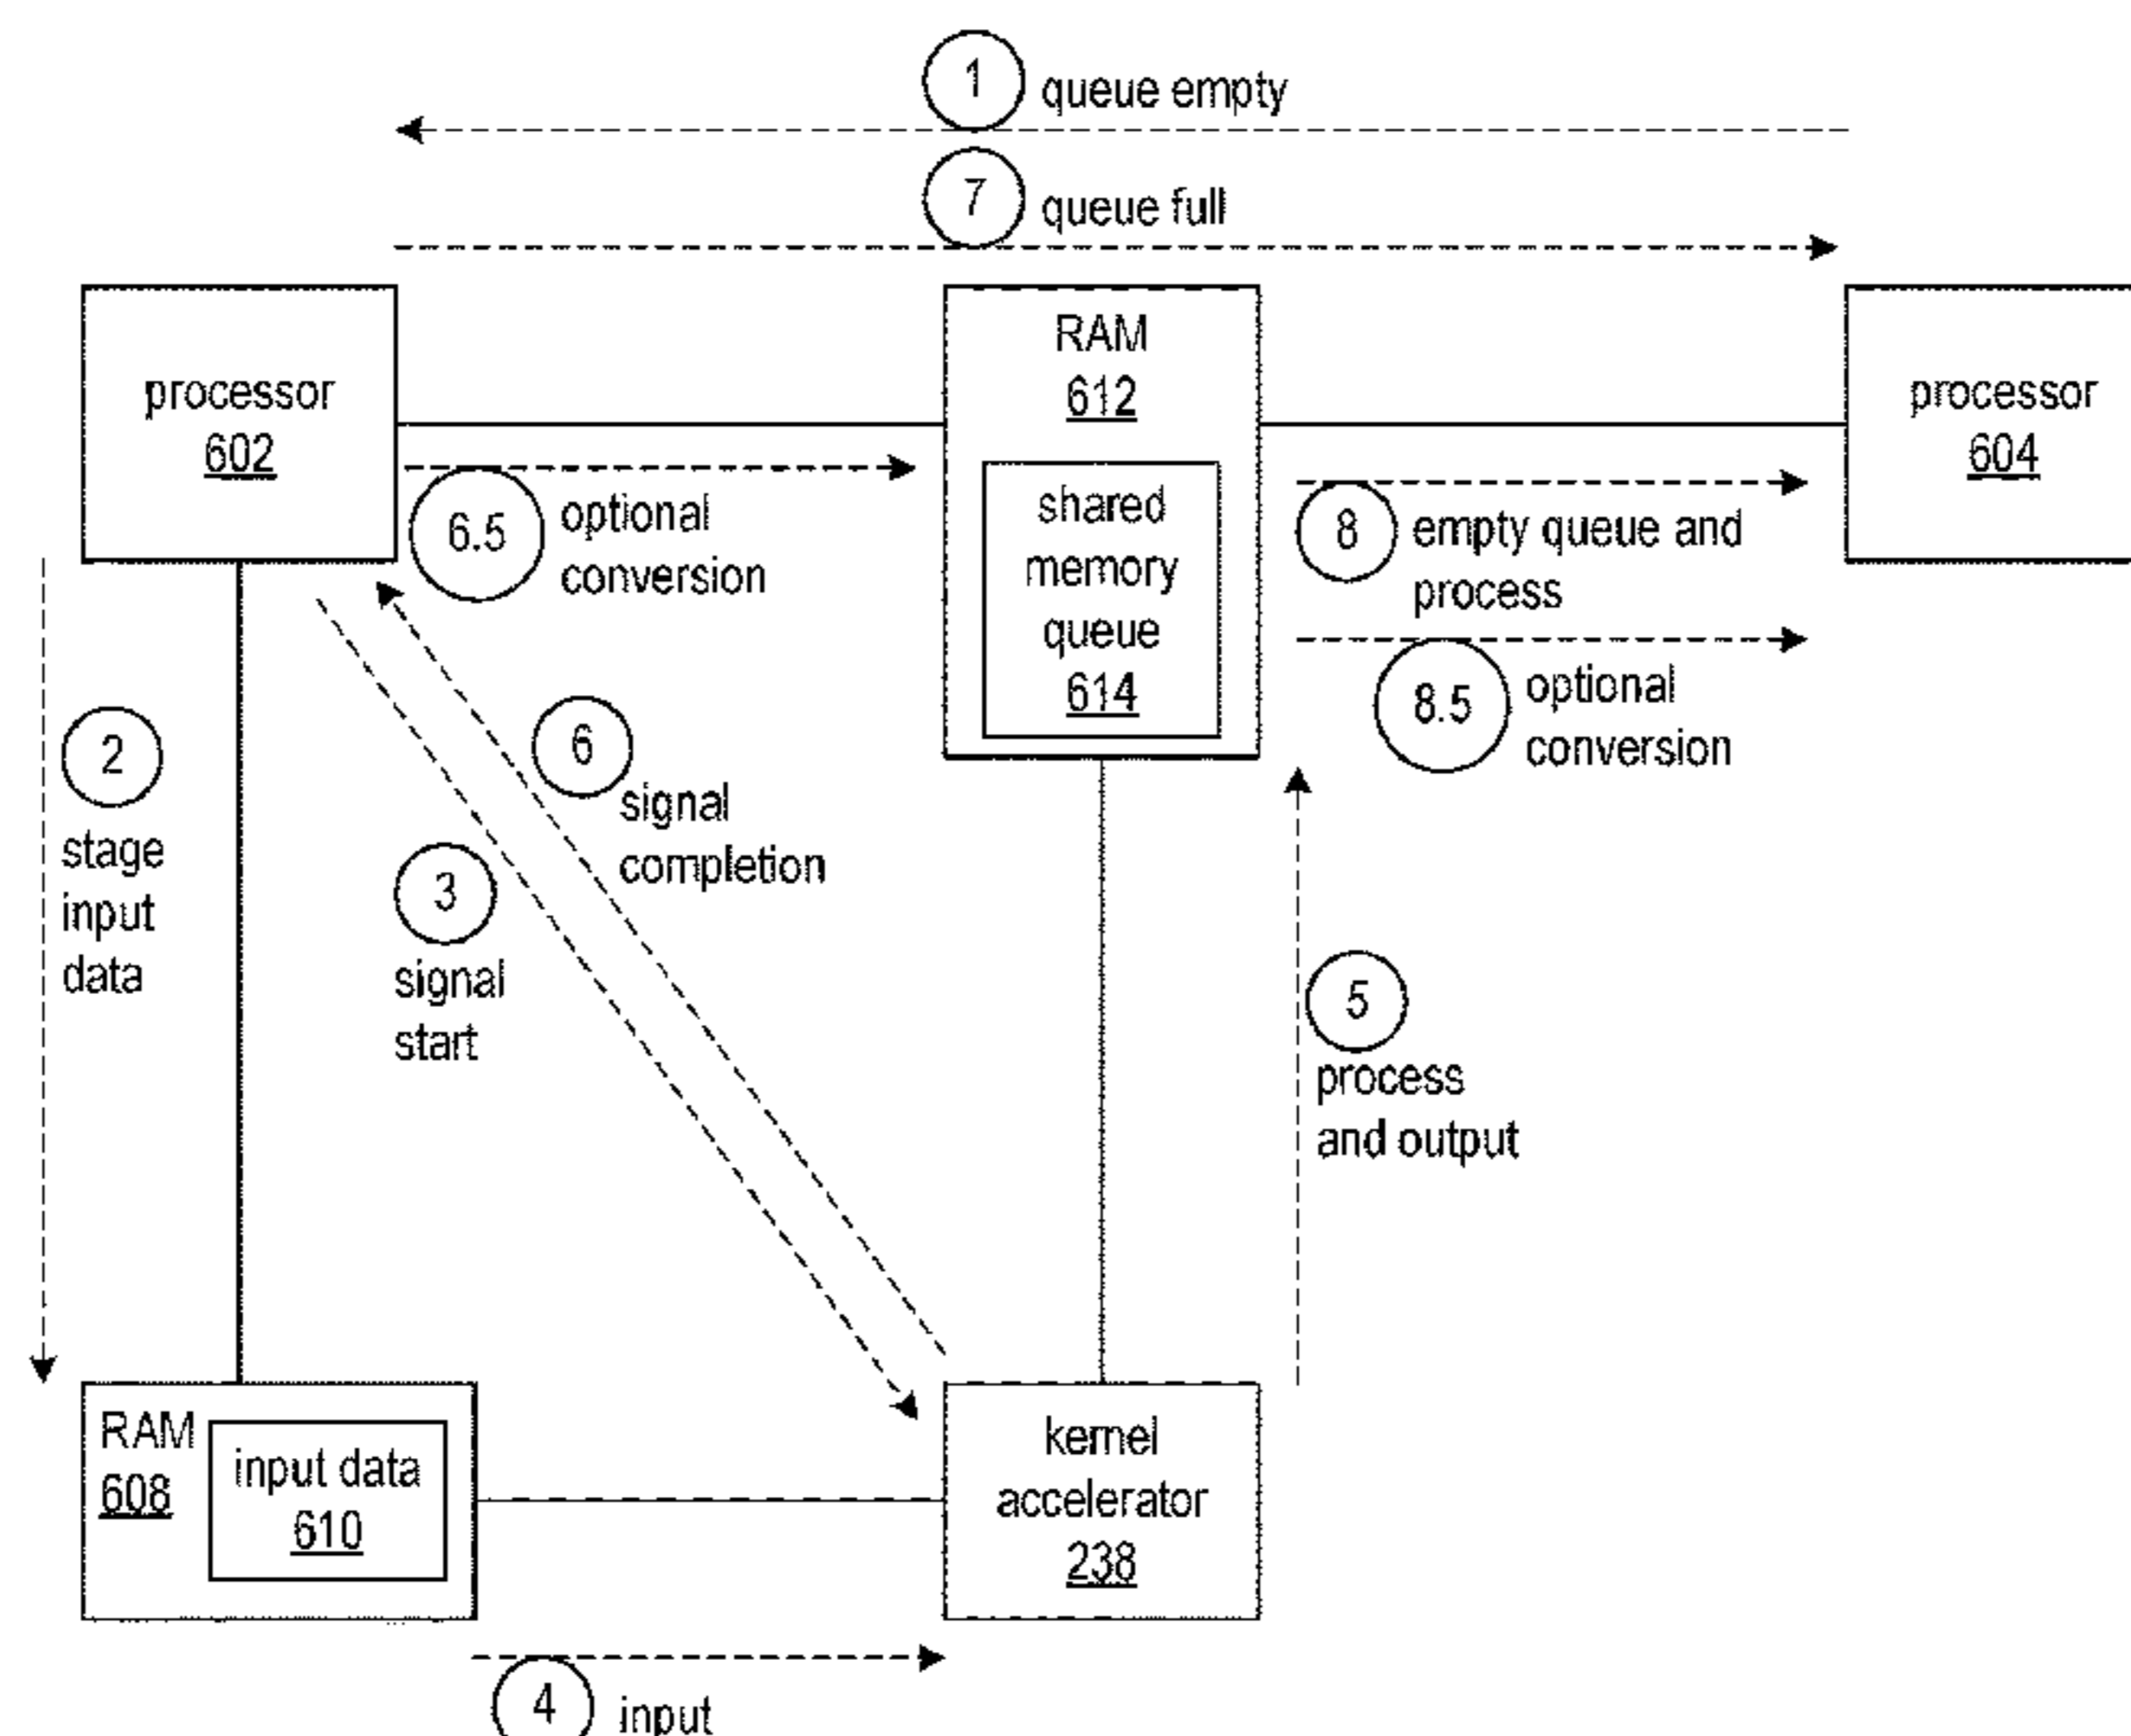 1 queue empty
7 queue full
processor
602
RAM
612
shared
memory
queue
614
processor
604
6.5 optional
conversion
8 empty queue and
process
8.5 optional
conversion
2
stage
input
data
6
signal
completion
3
signal
start
5
process
and output
RAM
608
input data
610
kernel
accelerator
238
4 input